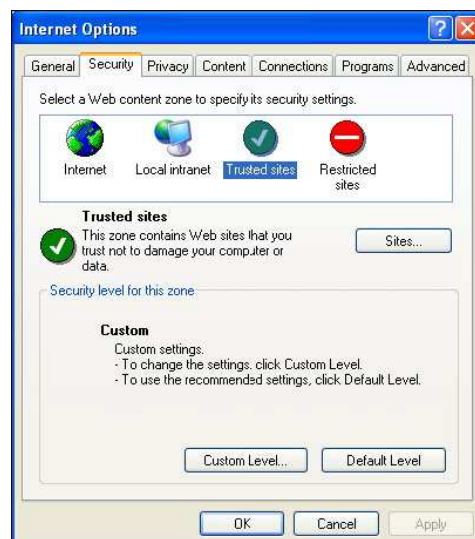 Internet Options
General Security Privacy Content Connections Programs Advanced
Select a Web content zone to specify its security settings.
Internet Local intranet Trusted sites Restricted sites
Trusted sites
This zone contains Web sites that you
trust not to damage your computer or
data.
Sites...
Security level for this zone
Custom
Custom settings.
- To change the settings, click Custom Level.
- To use the recommended settings, click Default Level.
Custom Level... Default Level
OK Cancel Apply